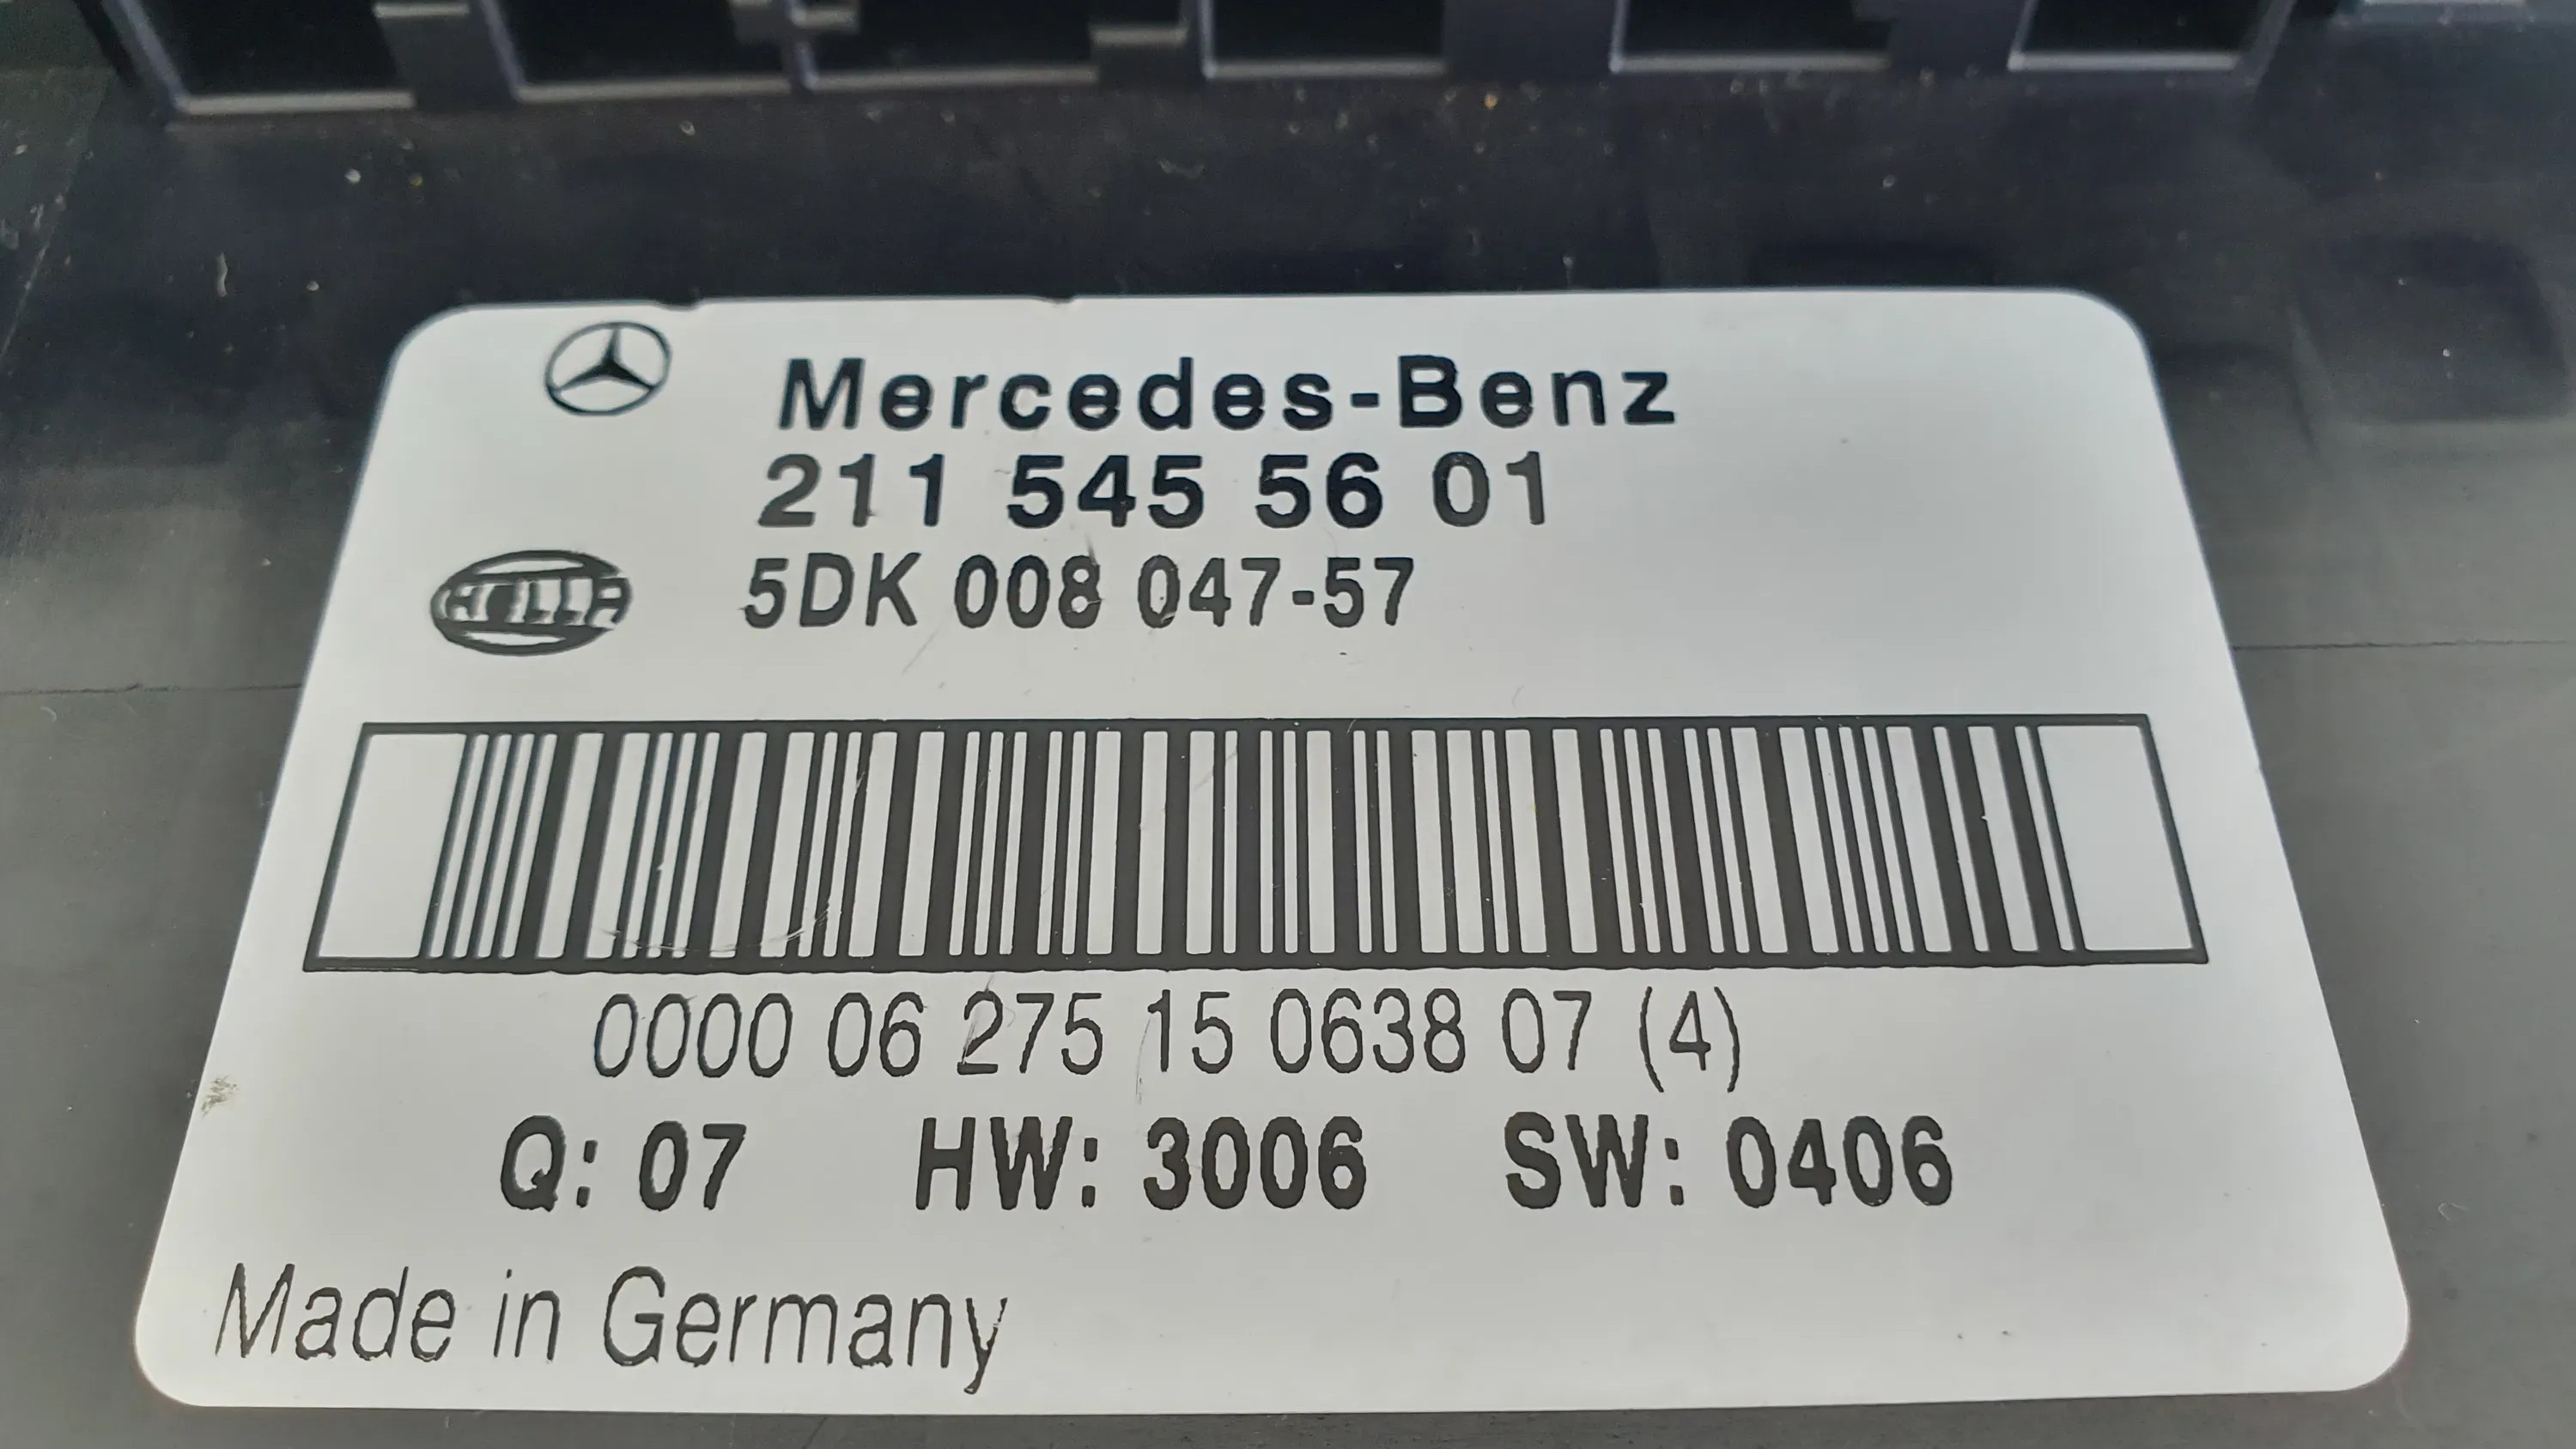 Mercedes-Benz
211 545 56 01
HELLA 5DK 008 047-57
0000 06 275 15 0638 07 (4)
Q: 07 HW: 3006 SW: 0406
Made in Germany